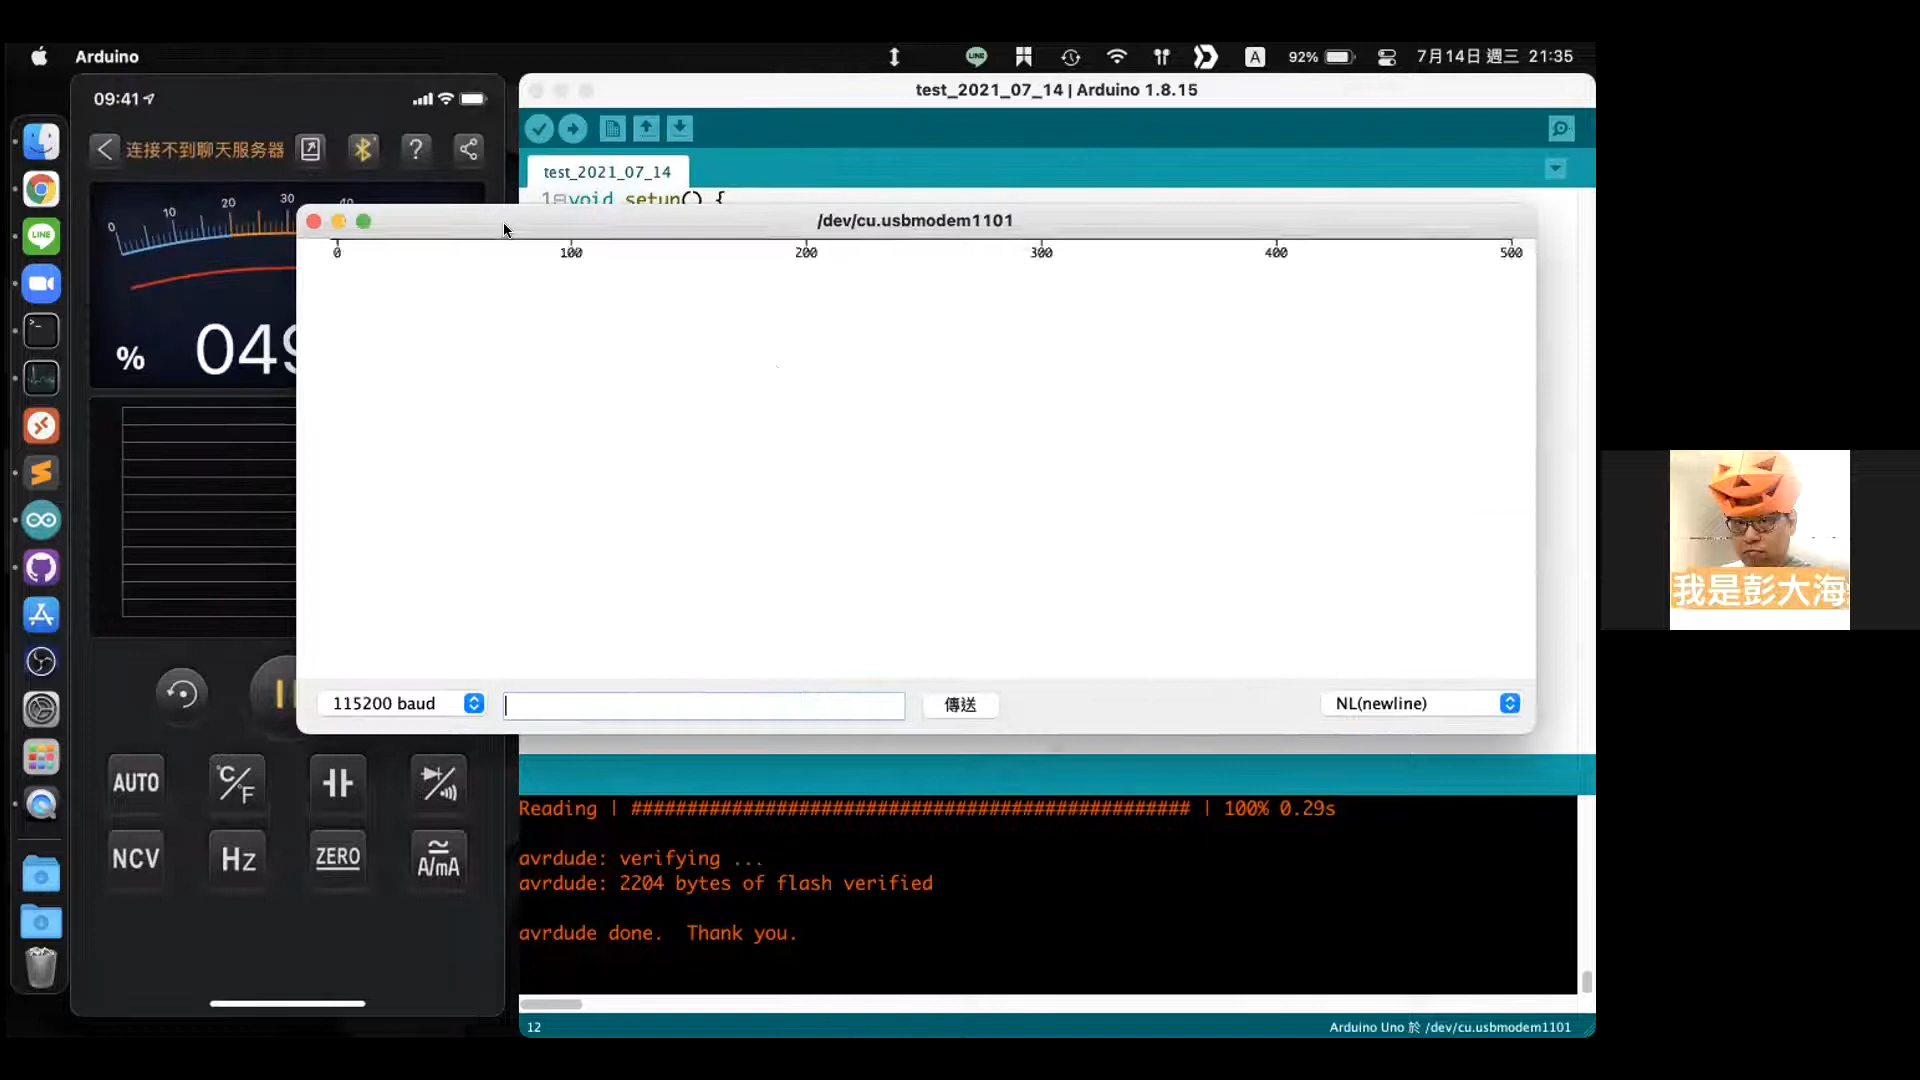 Arduino
A
92%
7月14日 週三 21:35
09:41
连接不到聊天服务器
?
0
10
20
30
40
%
049
AUTO
°C/°F
NCV
Hz
ZERO
A/mA
LINE
LINE
test_2021_07_14 | Arduino 1.8.15
test_2021_07_14
1 void setup() {
/dev/cu.usbmodem1101
0 100 200 300 400 500
115200 baud
傳送
NL(newline)
Reading | ################################################## | 100% 0.29s
avrdude: verifying ...
avrdude: 2204 bytes of flash verified
avrdude done.  Thank you.
12
Arduino Uno 於 /dev/cu.usbmodem1101
我是彭大海